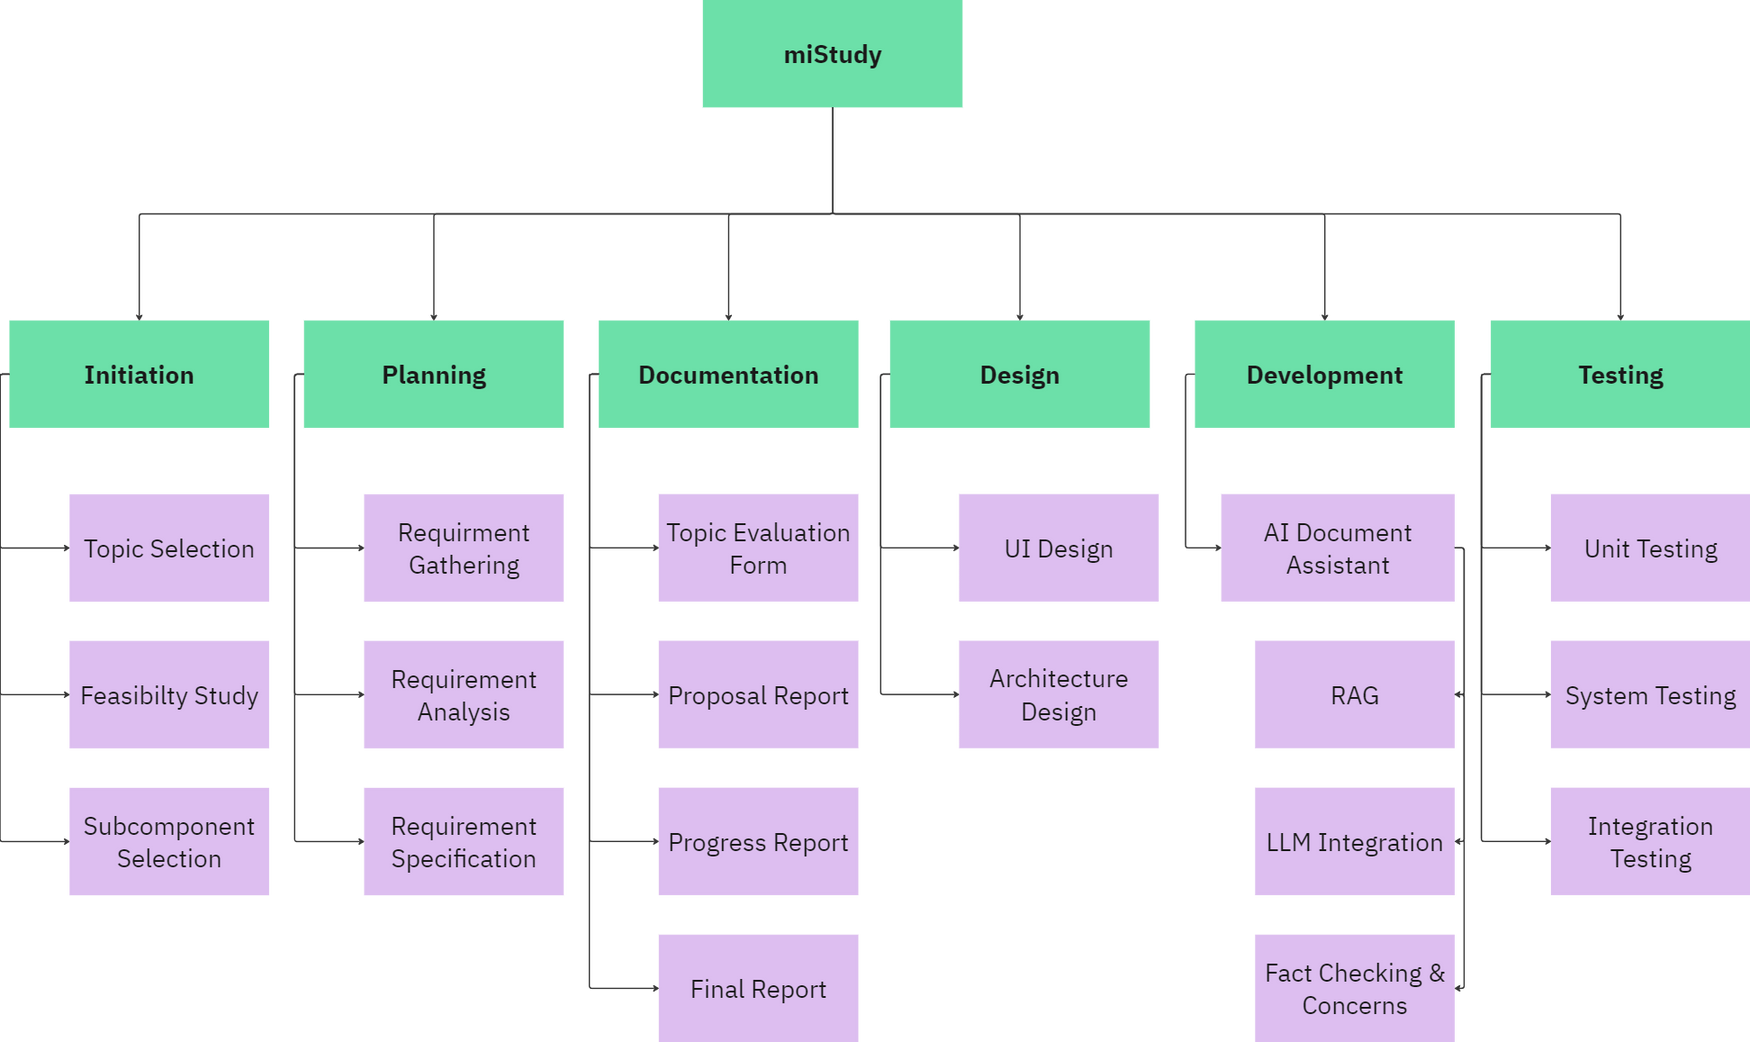 miStudy
Initiation
Planning
Documentation
Design
Development
Testing
Topic Selection
Feasibilty Study
Subcomponent
Selection
Requirment
Gathering
Requirement
Analysis
Requirement
Specification
Topic Evaluation
Form
Proposal Report
Progress Report
Final Report
UI Design
Architecture
Design
AI Document
Assistant
RAG
LLM Integration
Fact Checking &
Concerns
Unit Testing
System Testing
Integration
Testing